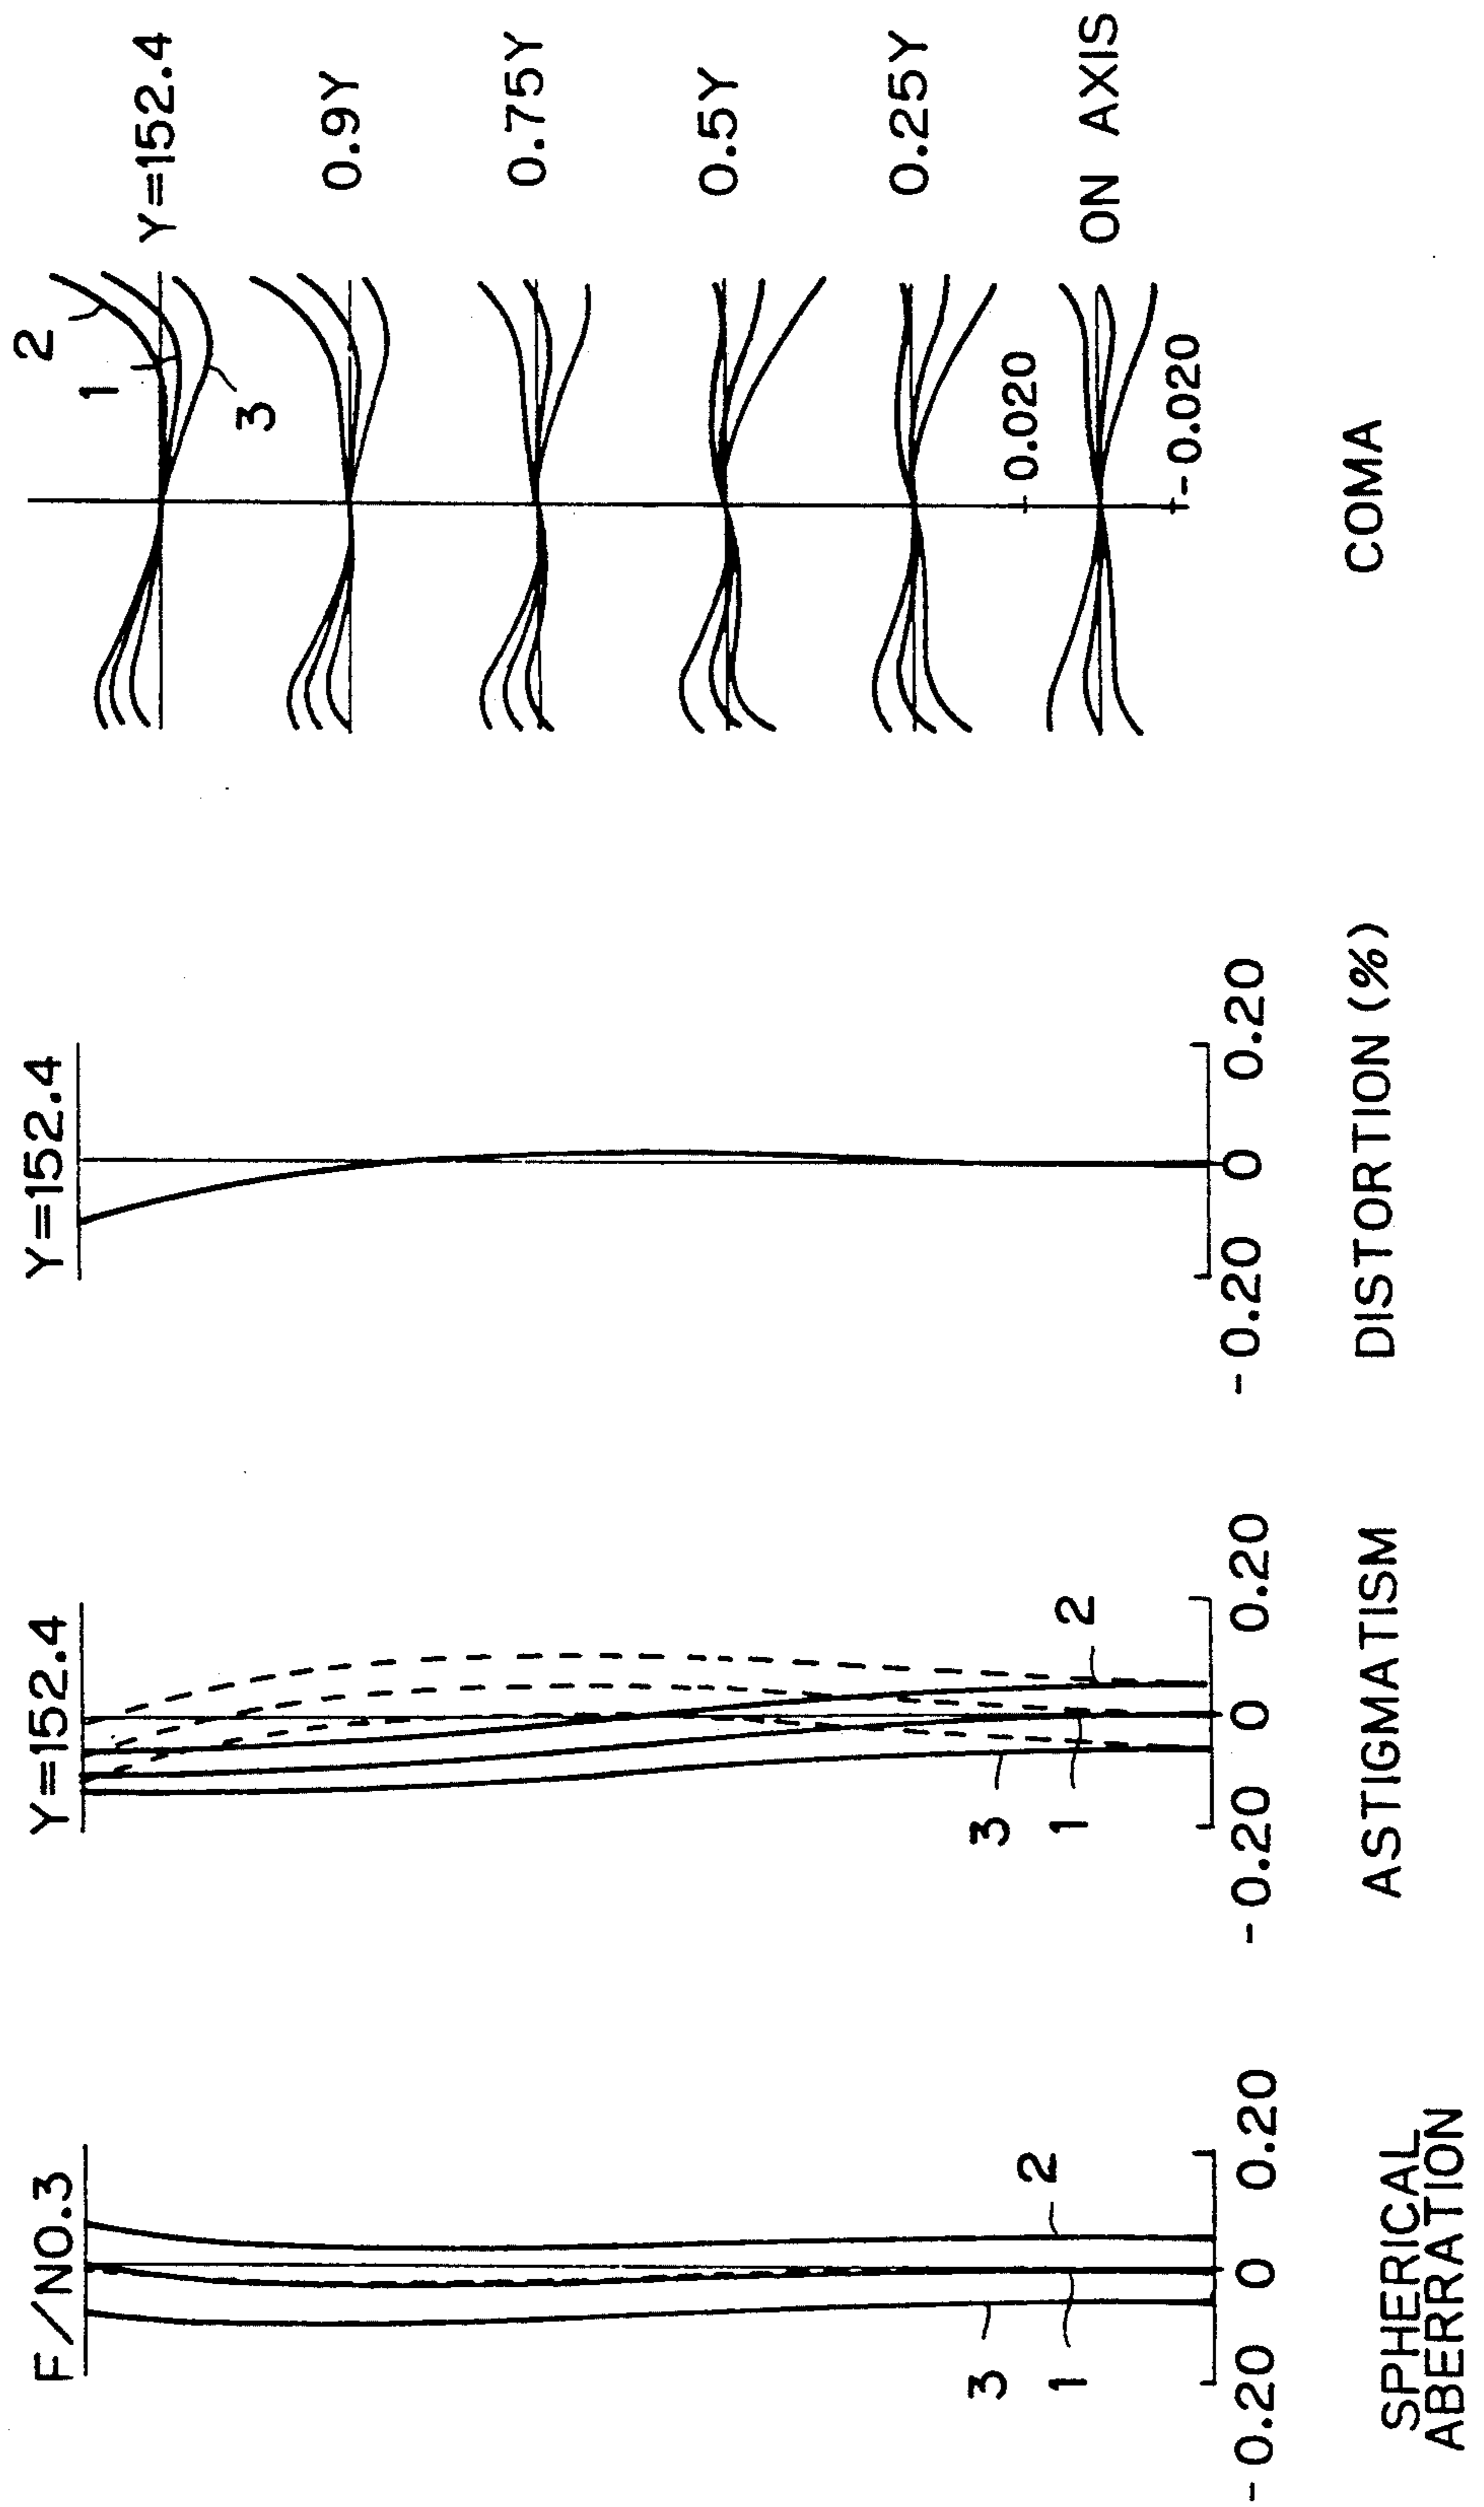 F/NO.3
3
1
2
-0.20 0 0.20
SPHERICAL
ABERRATION
Y=152.4
3
1
2
-0.20 0 0.20
ASTIGMATISM
Y=152.4
-0.20 0 0.20
DISTORTION (%)
2
1
3
Y=152.4
0.9Y
0.75Y
0.5Y
0.25Y
0.020
ON AXIS
-0.020
COMA